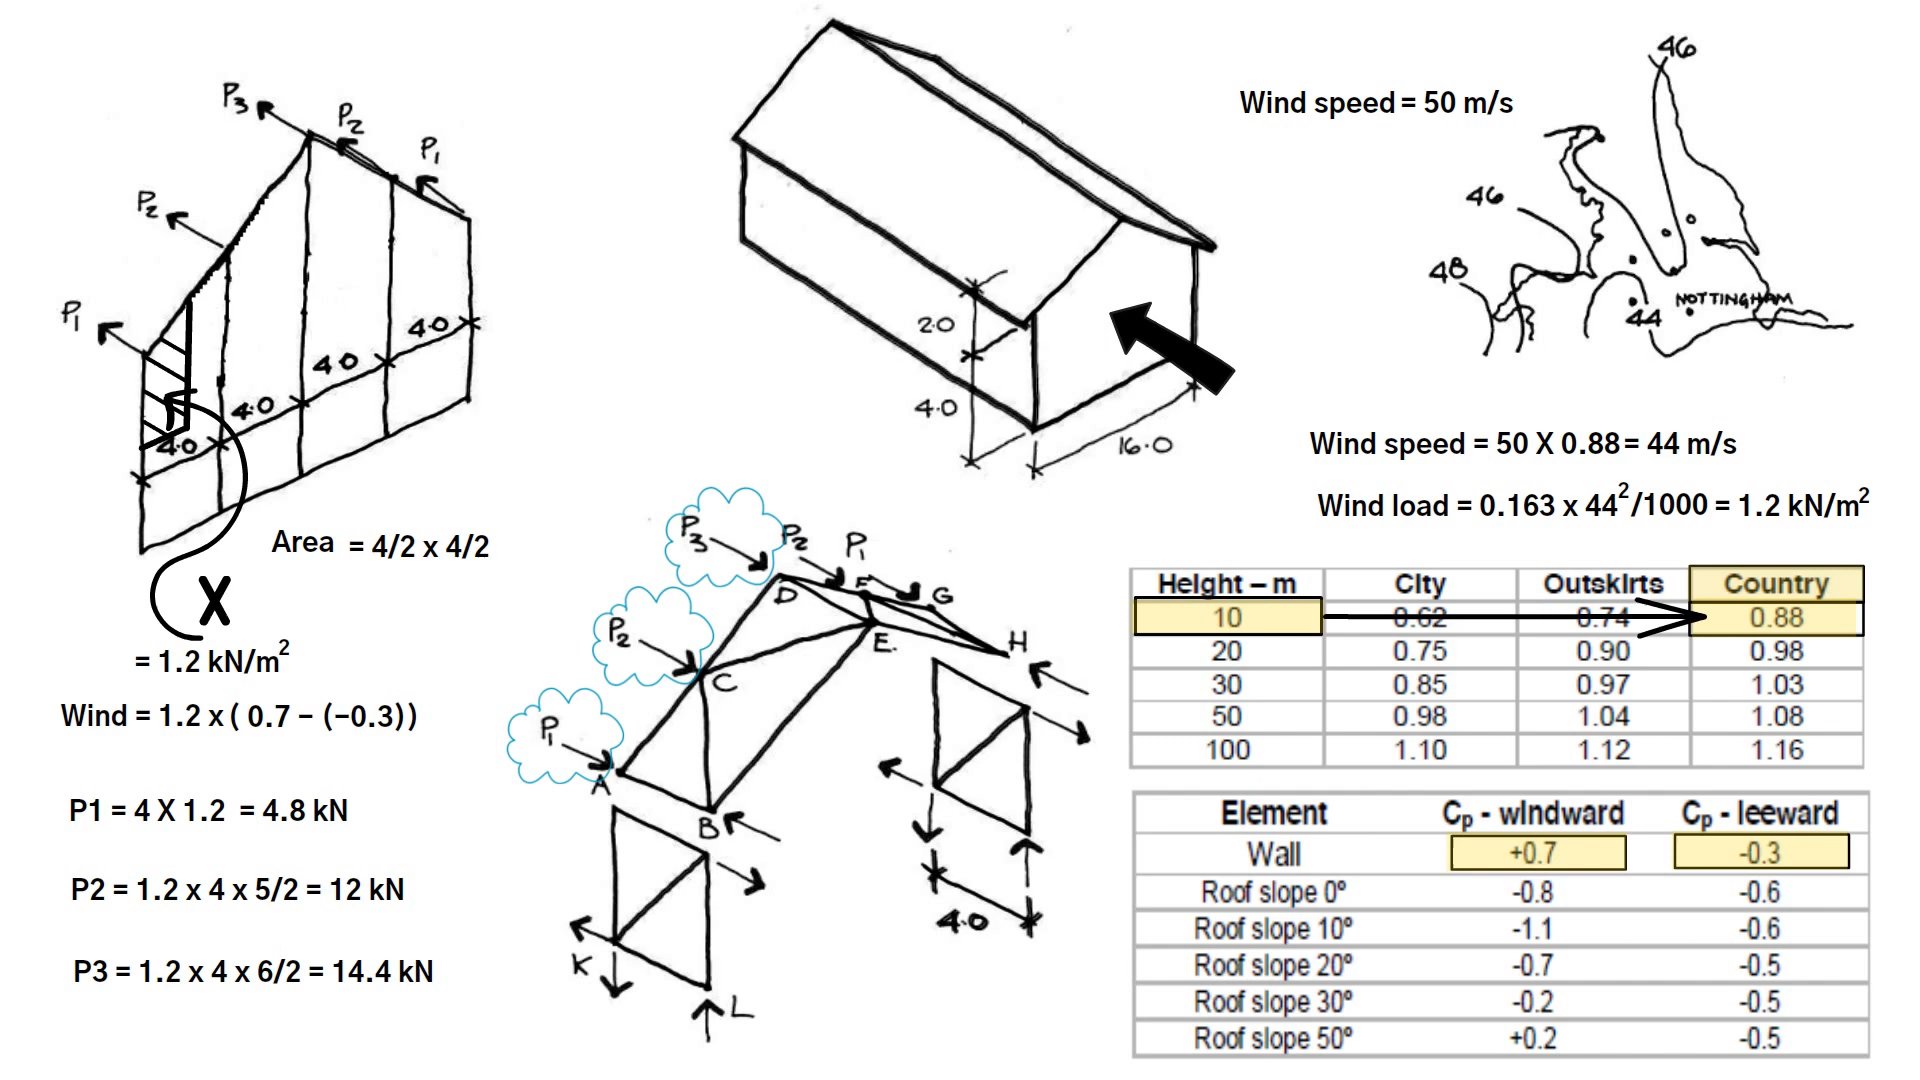 P3
P2
P1
P2
P1
4.0
4.0
4.0
4.0
Area = 4/2 x 4/2
X
= 1.2 kN/m2
Wind = 1.2 x ( 0.7 – (–0.3))
P1 = 4 X 1.2 = 4.8 kN
P2 = 1.2 x 4 x 5/2 = 12 kN
P3 = 1.2 x 4 x 6/2 = 14.4 kN
2.0
4.0
16.0
P3
P2
P1
D
F
G
P2
E.
H
C
P1
A
B
K
L
4.0
Wind speed = 50 m/s
46
46
48
NOTTINGHAM
44
Wind speed = 50 X 0.88 = 44 m/s
Wind load = 0.163 x 442/1000 = 1.2 kN/m2
Height – m City Outskirts Country
10 0.62 0.74 0.88
20 0.75 0.90 0.98
30 0.85 0.97 1.03
50 0.98 1.04 1.08
100 1.10 1.12 1.16
Element Cp - windward Cp - leeward
Wall +0.7 -0.3
Roof slope 0º -0.8 -0.6
Roof slope 10º -1.1 -0.6
Roof slope 20º -0.7 -0.5
Roof slope 30º -0.2 -0.5
Roof slope 50º +0.2 -0.5